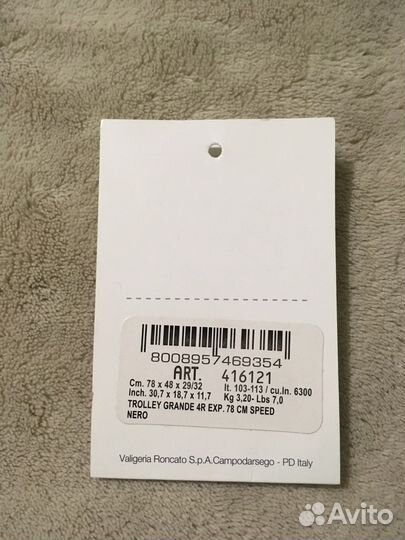 8008957469354
ART. 416121
Cm. 78 x 48 x 29/32 lt. 103-113 / cu.In. 6300
Inch. 30,7 x 18,7 x 11,7 Kg 3,20- Lbs 7,0
TROLLEY GRANDE 4R EXP. 78 CM SPEED
NERO
Valigeria Roncato S.p.A.Campodarsego - PD Italy
Avito